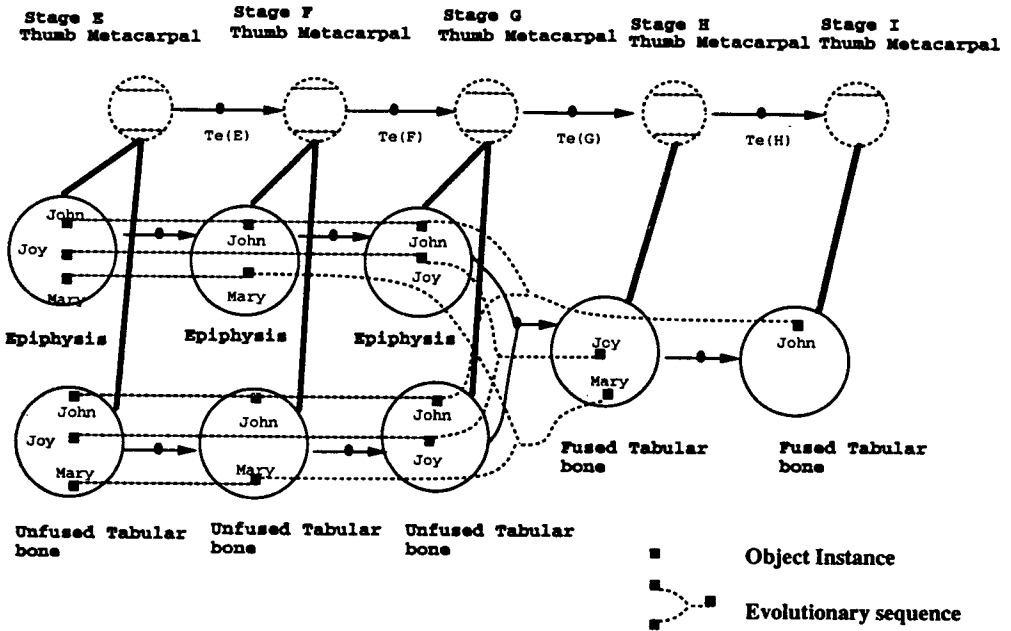 Stage E
Thumb Metacarpal
Stage F
Thumb Metacarpal
Stage G
Thumb Metacarpal
Stage H
Thumb Metacarpal
Stage I
Thumb Metacarpal
Te(E)
Te(F)
Te(G)
Te(H)
John
Joy
Mary
John
Mary
John
Joy
Epiphysis
Epiphysis
Epiphysis
Joy
Mary
John
John
Joy
Mary
John
Mary
John
Joy
Fused Tabular
bone
Fused Tabular
bone
Unfused Tabular
bone
Unfused Tabular
bone
Unfused Tabular
bone
Object Instance
Evolutionary sequence